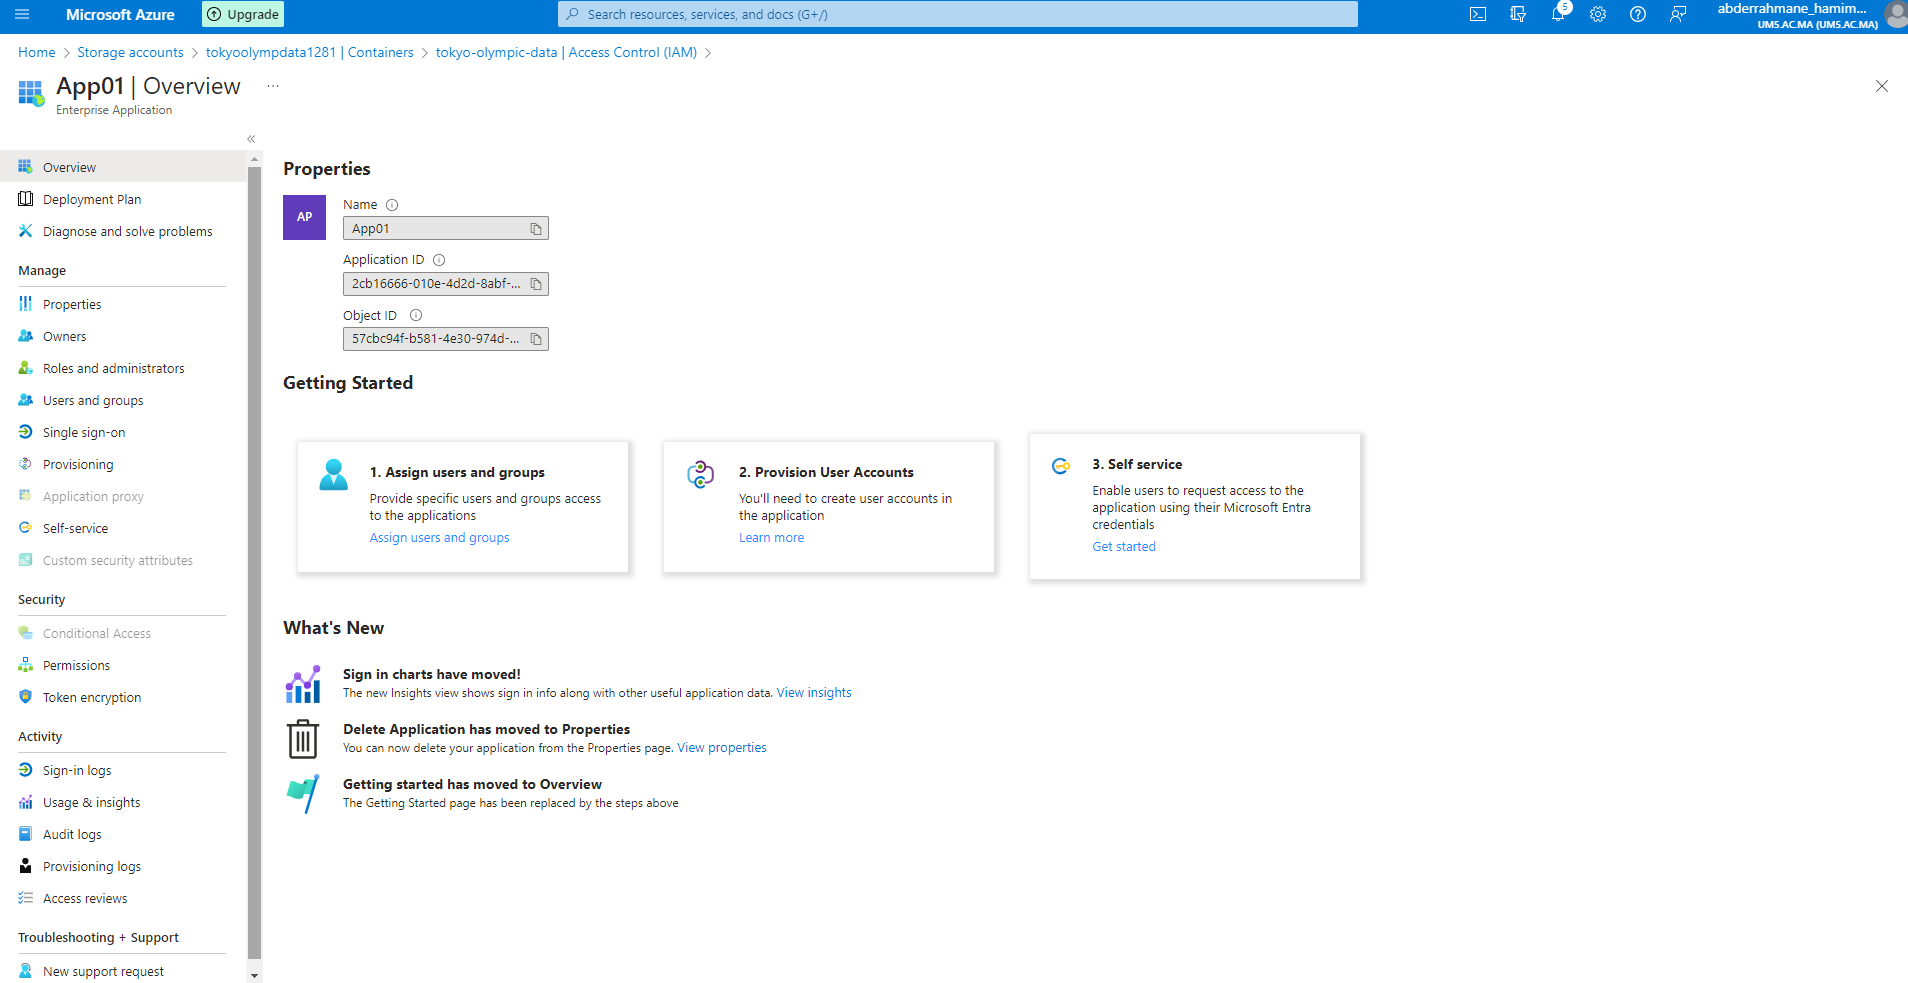 Microsoft Azure
Upgrade
Search resources, services, and docs (G+/)
5
abderrahmane_hamim...
UM5.AC.MA (UM5.AC.MA)
Home > Storage accounts > tokyoolympdata1281 | Containers > tokyo-olympic-data | Access Control (IAM) >
App01 | Overview ...
Enterprise Application
Overview
Deployment Plan
Diagnose and solve problems
Manage
Properties
Owners
Roles and administrators
Users and groups
Single sign-on
Provisioning
Application proxy
Self-service
Custom security attributes
Security
Conditional Access
Permissions
Token encryption
Activity
Sign-in logs
Usage & insights
Audit logs
Provisioning logs
Access reviews
Troubleshooting + Support
New support request
Properties
AP
Name
App01
Application ID
2cb16666-010e-4d2d-8abf-...
Object ID
57cbc94f-b581-4e30-974d-...
Getting Started
1. Assign users and groups
Provide specific users and groups access
to the applications
Assign users and groups
2. Provision User Accounts
You'll need to create user accounts in
the application
Learn more
3. Self service
Enable users to request access to the
application using their Microsoft Entra
credentials
Get started
What's New
Sign in charts have moved!
The new Insights view shows sign in info along with other useful application data. View insights
Delete Application has moved to Properties
You can now delete your application from the Properties page. View properties
Getting started has moved to Overview
The Getting Started page has been replaced by the steps above